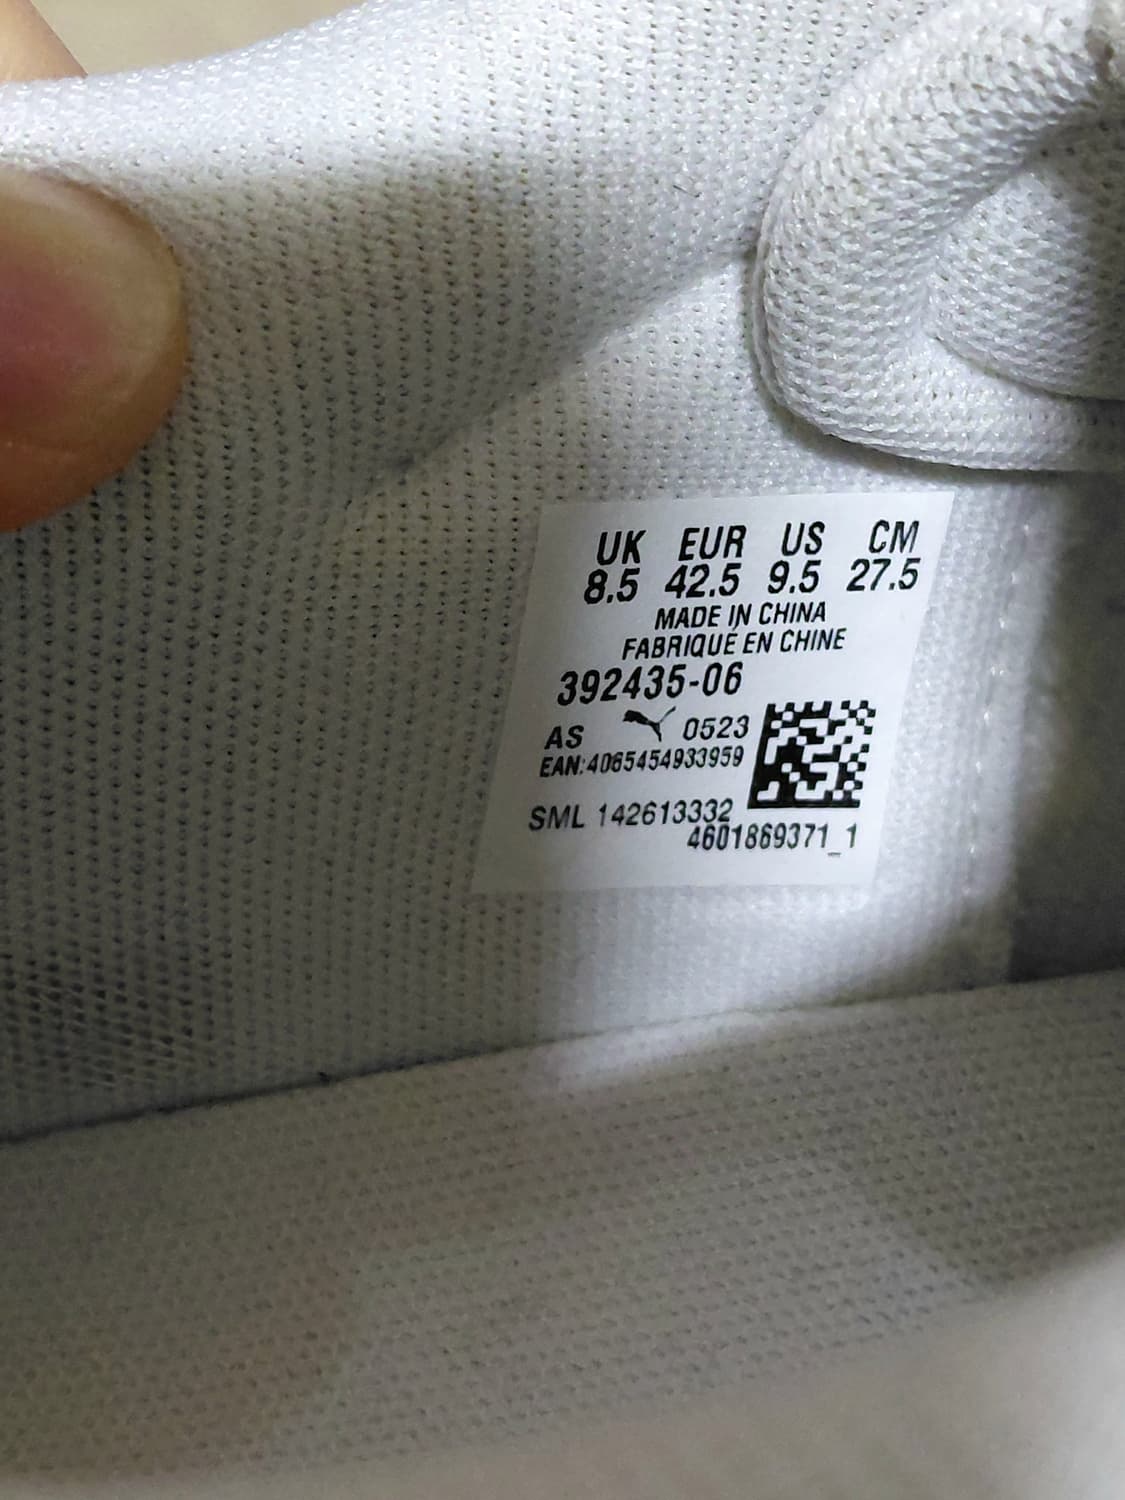 UK EUR US CM
8.5 42.5 9.5 27.5
MADE IN CHINA
FABRIQUÉ EN CHINE
392435-06
AS 0523
EAN:4065454933959
SML 142613332
4601869371_1